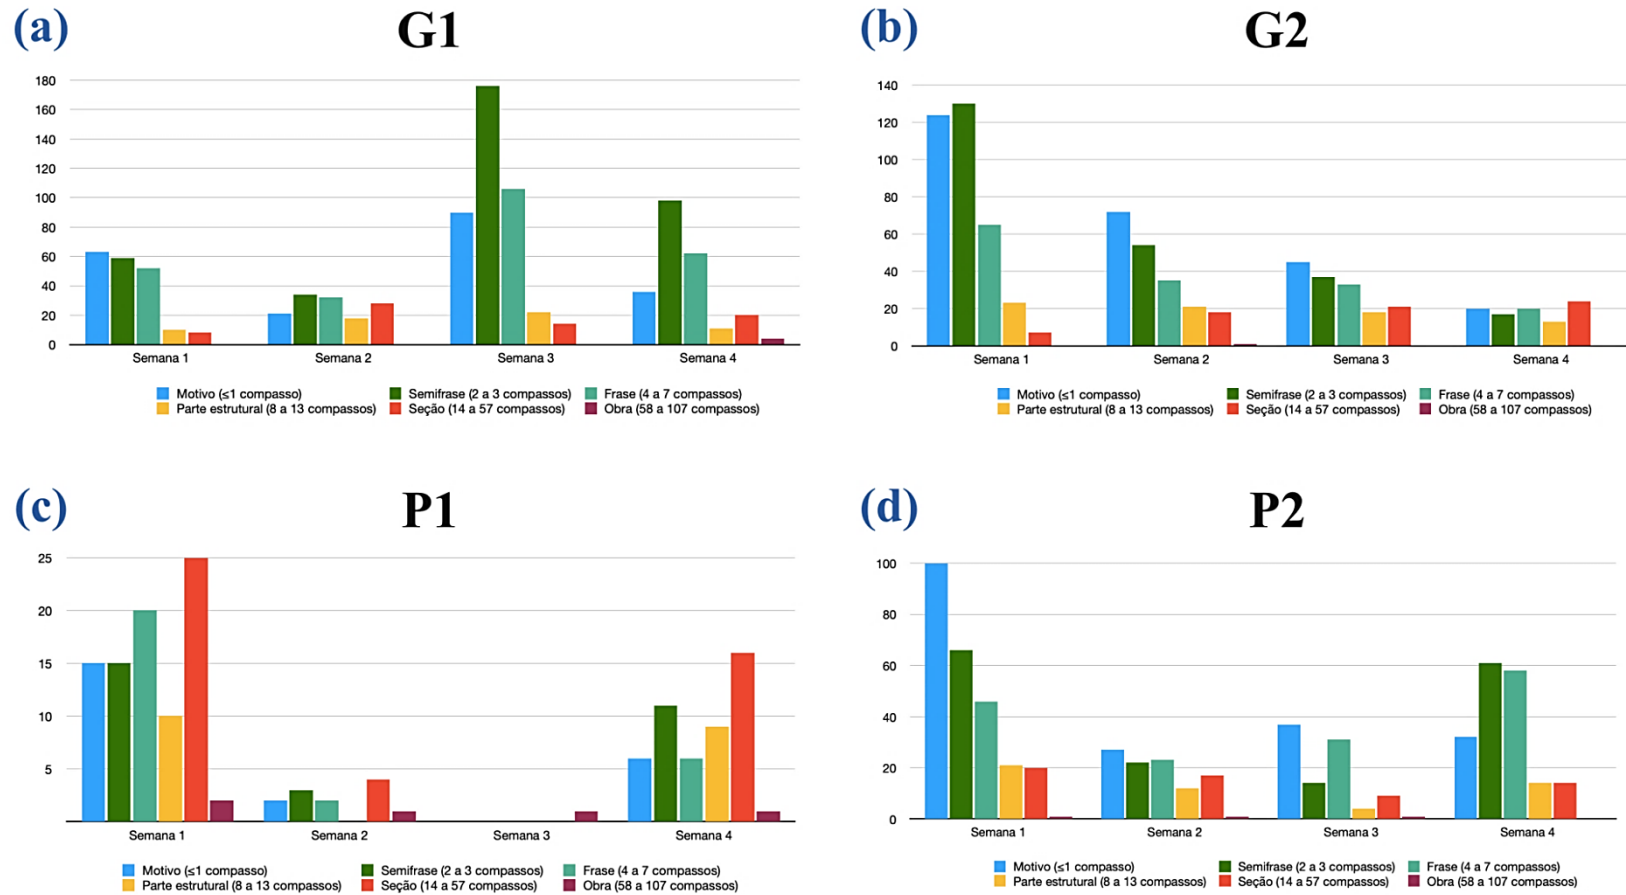 (a) G1
180
160
140
120
100
80
60
40
20
0
Semana 1 Semana 2 Semana 3 Semana 4
Motivo (≤1 compasso) Semifrase (2 a 3 compassos) Frase (4 a 7 compassos)
Parte estrutural (8 a 13 compassos) Seção (14 a 57 compassos) Obra (58 a 107 compassos)
(b) G2
140
120
100
80
60
40
20
0
Semana 1 Semana 2 Semana 3 Semana 4
Motivo (≤1 compasso) Semifrase (2 a 3 compassos) Frase (4 a 7 compassos)
Parte estrutural (8 a 13 compassos) Seção (14 a 57 compassos) Obra (58 a 107 compassos)
(c) P1
25
20
15
10
5
Semana 1 Semana 2 Semana 3 Semana 4
Motivo (≤1 compasso) Semifrase (2 a 3 compassos) Frase (4 a 7 compassos)
Parte estrutural (8 a 13 compassos) Seção (14 a 57 compassos) Obra (58 a 107 compassos)
(d) P2
100
80
60
40
20
0
Semana 1 Semana 2 Semana 3 Semana 4
Motivo (≤1 compasso) Semifrase (2 a 3 compassos) Frase (4 a 7 compassos)
Parte estrutural (8 a 13 compassos) Seção (14 a 57 compassos) Obra (58 a 107 compassos)